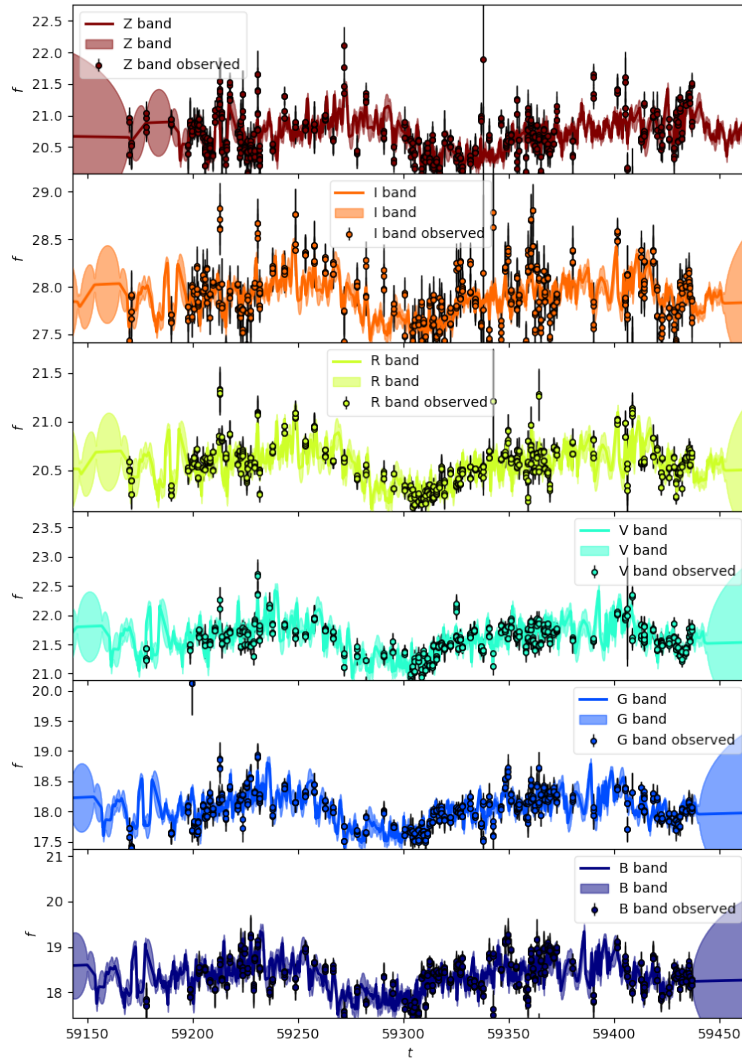 22.5
22.0
21.5
21.0
20.5
f
Z band
Z band
Z band observed
29.0
28.5
28.0
27.5
f
I band
I band
I band observed
21.5
21.0
20.5
f
R band
R band
R band observed
23.5
23.0
22.5
22.0
21.5
21.0
f
V band
V band
V band observed
20.0
19.5
19.0
18.5
18.0
17.5
f
G band
G band
G band observed
21
20
19
18
f
B band
B band
B band observed
59150 59200 59250 59300 59350 59400 59450
t